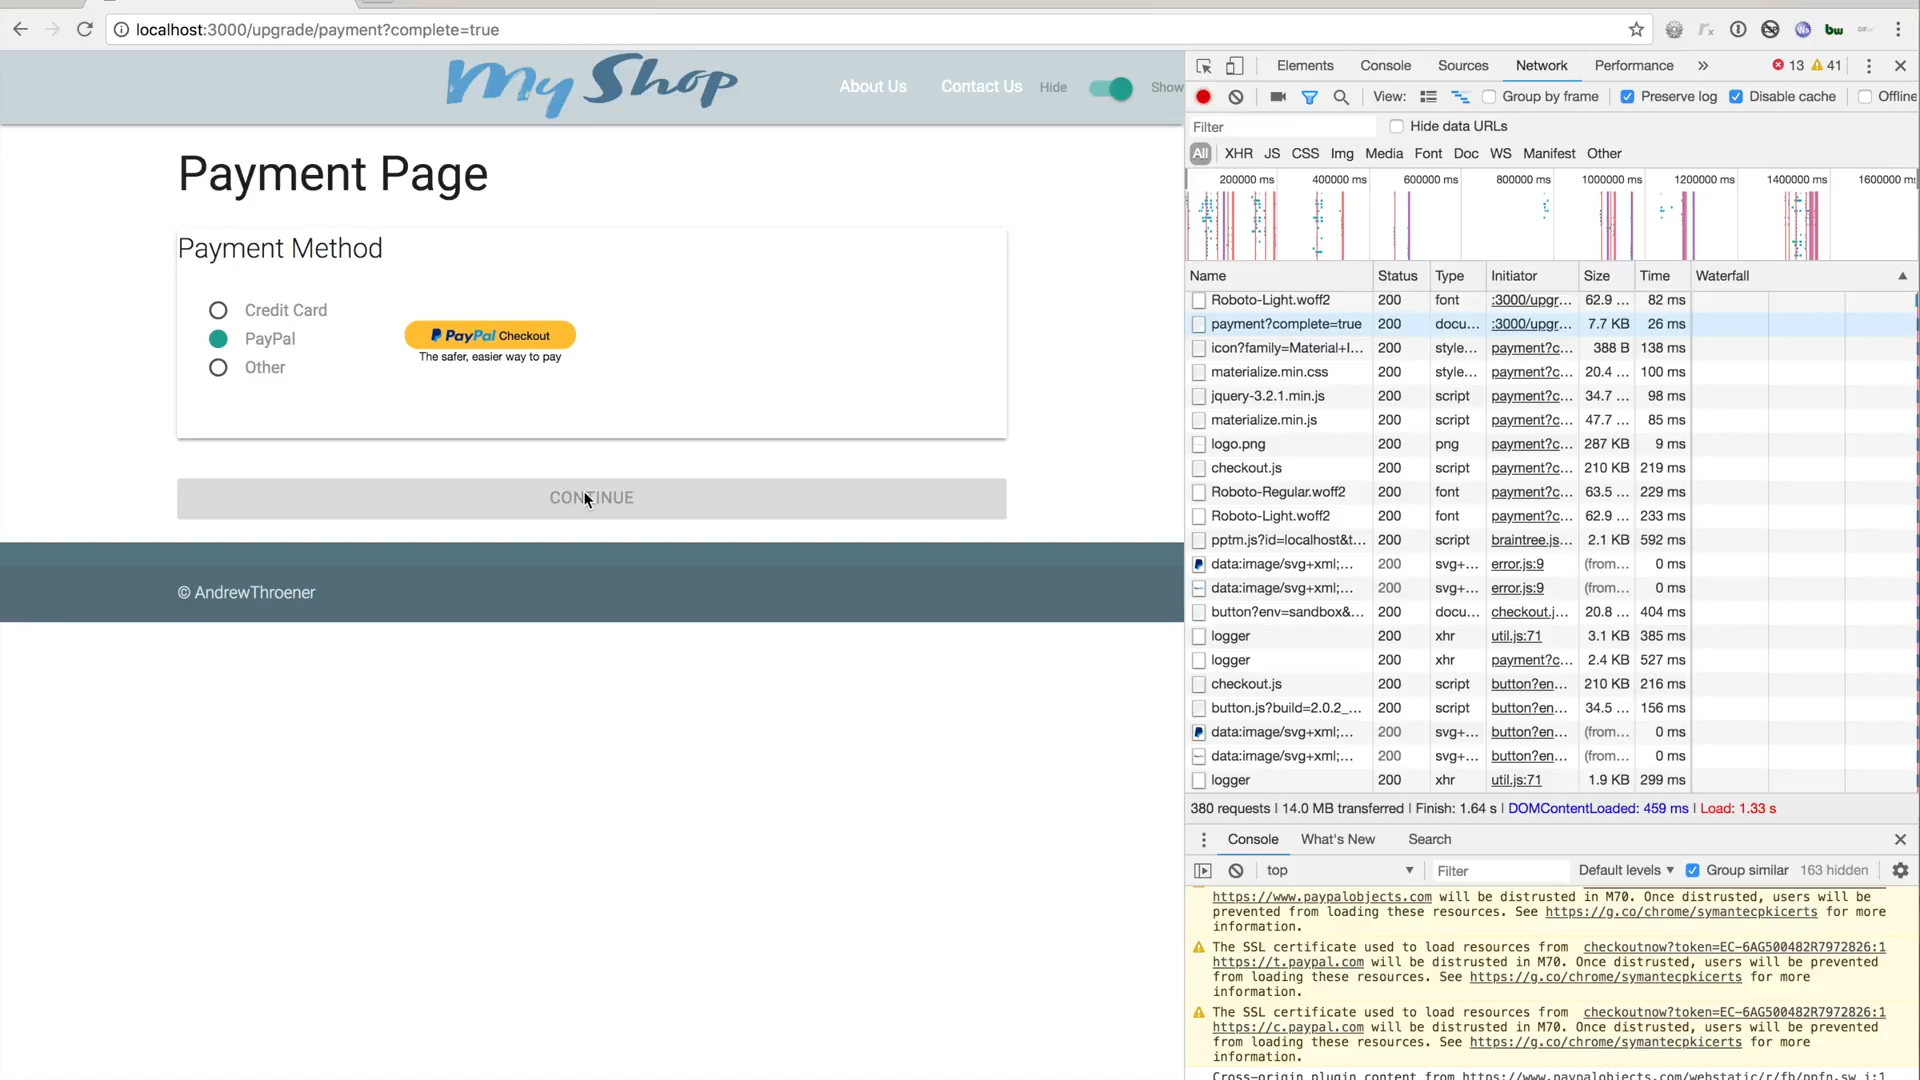 localhost:3000/upgrade/payment?complete=true
My Shop
About Us
Contact Us
Hide
Show
Payment Page
Payment Method
Credit Card
PayPal
Other
PayPal Checkout
The safer, easier way to pay
CONTINUE
© AndrewThroener
Elements Console Sources Network Performance » 13 41
View: Group by frame Preserve log Disable cache Offline
Filter Hide data URLs
All XHR JS CSS Img Media Font Doc WS Manifest Other
200000 ms 400000 ms 600000 ms 800000 ms 1000000 ms 1200000 ms 1400000 ms 1600000 ms
Name Status Type Initiator Size Time Waterfall
Roboto-Light.woff2 200 font :3000/upgr... 62.9 ... 82 ms
payment?complete=true 200 docu... :3000/upgr... 7.7 KB 26 ms
icon?family=Material+I... 200 style... payment?c... 388 B 138 ms
materialize.min.css 200 style... payment?c... 20.4 ... 100 ms
jquery-3.2.1.min.js 200 script payment?c... 34.7 ... 98 ms
materialize.min.js 200 script payment?c... 47.7 ... 85 ms
logo.png 200 png payment?c... 287 KB 9 ms
checkout.js 200 script payment?c... 210 KB 219 ms
Roboto-Regular.woff2 200 font payment?c... 63.5 ... 229 ms
Roboto-Light.woff2 200 font payment?c... 62.9 ... 233 ms
pptm.js?id=localhost&t... 200 script braintree.js... 2.1 KB 592 ms
data:image/svg+xml;... 200 svg+... error.js:9 (from... 0 ms
data:image/svg+xml;... 200 svg+... error.js:9 (from... 0 ms
button?env=sandbox&... 200 docu... checkout.j... 20.8 ... 404 ms
logger 200 xhr util.js:71 3.1 KB 385 ms
logger 200 xhr payment?c... 2.4 KB 527 ms
checkout.js 200 script button?en... 210 KB 216 ms
button.js?build=2.0.2_... 200 script button?en... 34.5 ... 156 ms
data:image/svg+xml;... 200 svg+... button?en... (from... 0 ms
data:image/svg+xml;... 200 svg+... button?en... (from... 0 ms
logger 200 xhr util.js:71 1.9 KB 299 ms
380 requests | 14.0 MB transferred | Finish: 1.64 s | DOMContentLoaded: 459 ms | Load: 1.33 s
Console What's New Search
top Filter Default levels Group similar 163 hidden
https://www.paypalobjects.com will be distrusted in M70. Once distrusted, users will be
prevented from loading these resources. See https://g.co/chrome/symantecpkicerts for more
information.
The SSL certificate used to load resources from checkoutnow?token=EC-6AG500482R7972826:1
https://t.paypal.com will be distrusted in M70. Once distrusted, users will be prevented
from loading these resources. See https://g.co/chrome/symantecpkicerts for more
information.
The SSL certificate used to load resources from checkoutnow?token=EC-6AG500482R7972826:1
https://c.paypal.com will be distrusted in M70. Once distrusted, users will be prevented
from loading these resources. See https://g.co/chrome/symantecpkicerts for more
information.
Cross-origin plugin content from